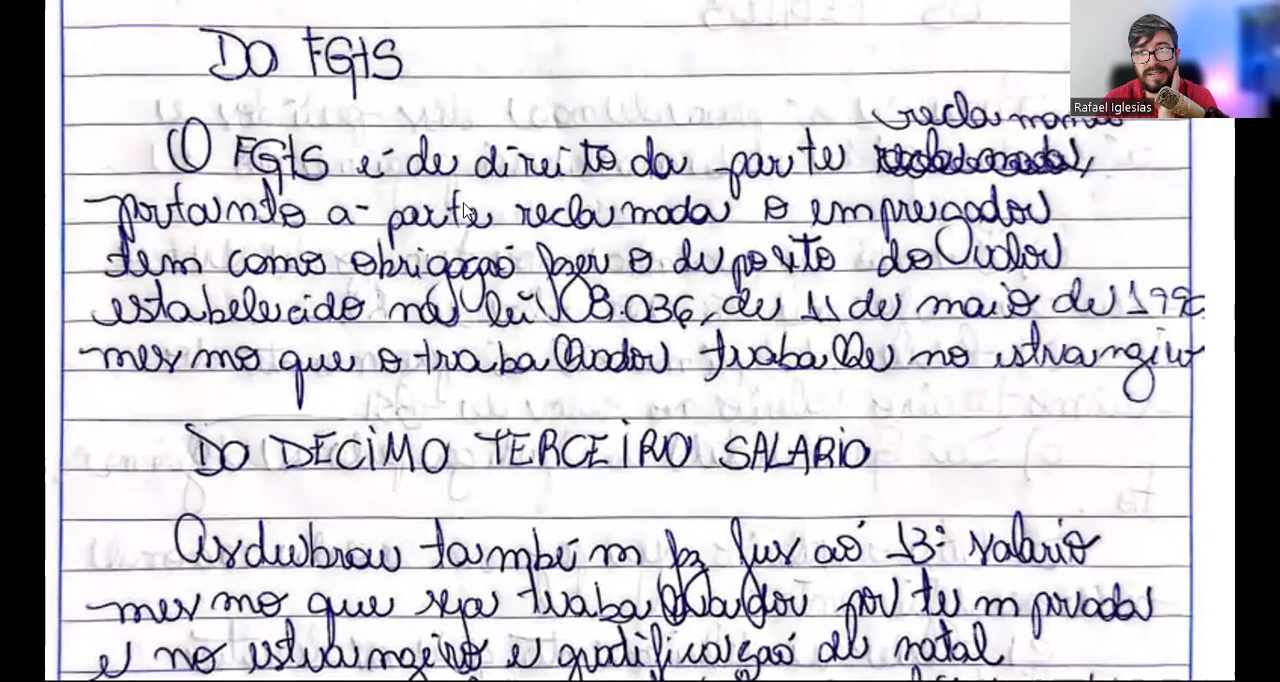 DO FGTS
Rafael Iglesias
reclamante
O FGTS é de direito da parte
portanto a parte reclamada o empregador
tem como obrigação fazer o deposito do valor
estabelecido na lei 8.036, de 11 de maio de 199
mesmo que o trabalhador trabalhe no estrangeiro
DO DECIMO TERCEIRO SALARIO
também faz jus ao 13º salario
mesmo que seja trabalhador por temporada
e no estrangeiro e gratificação de natal